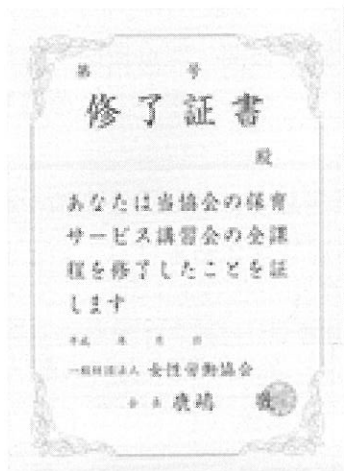 第 号
修了証書
殿
あなたは当協会の保育
サービス講習会の全課
程を修了したことを証
します
平成 年 月 日
一般財団法人 女性労働協会
会長 鹿嶋